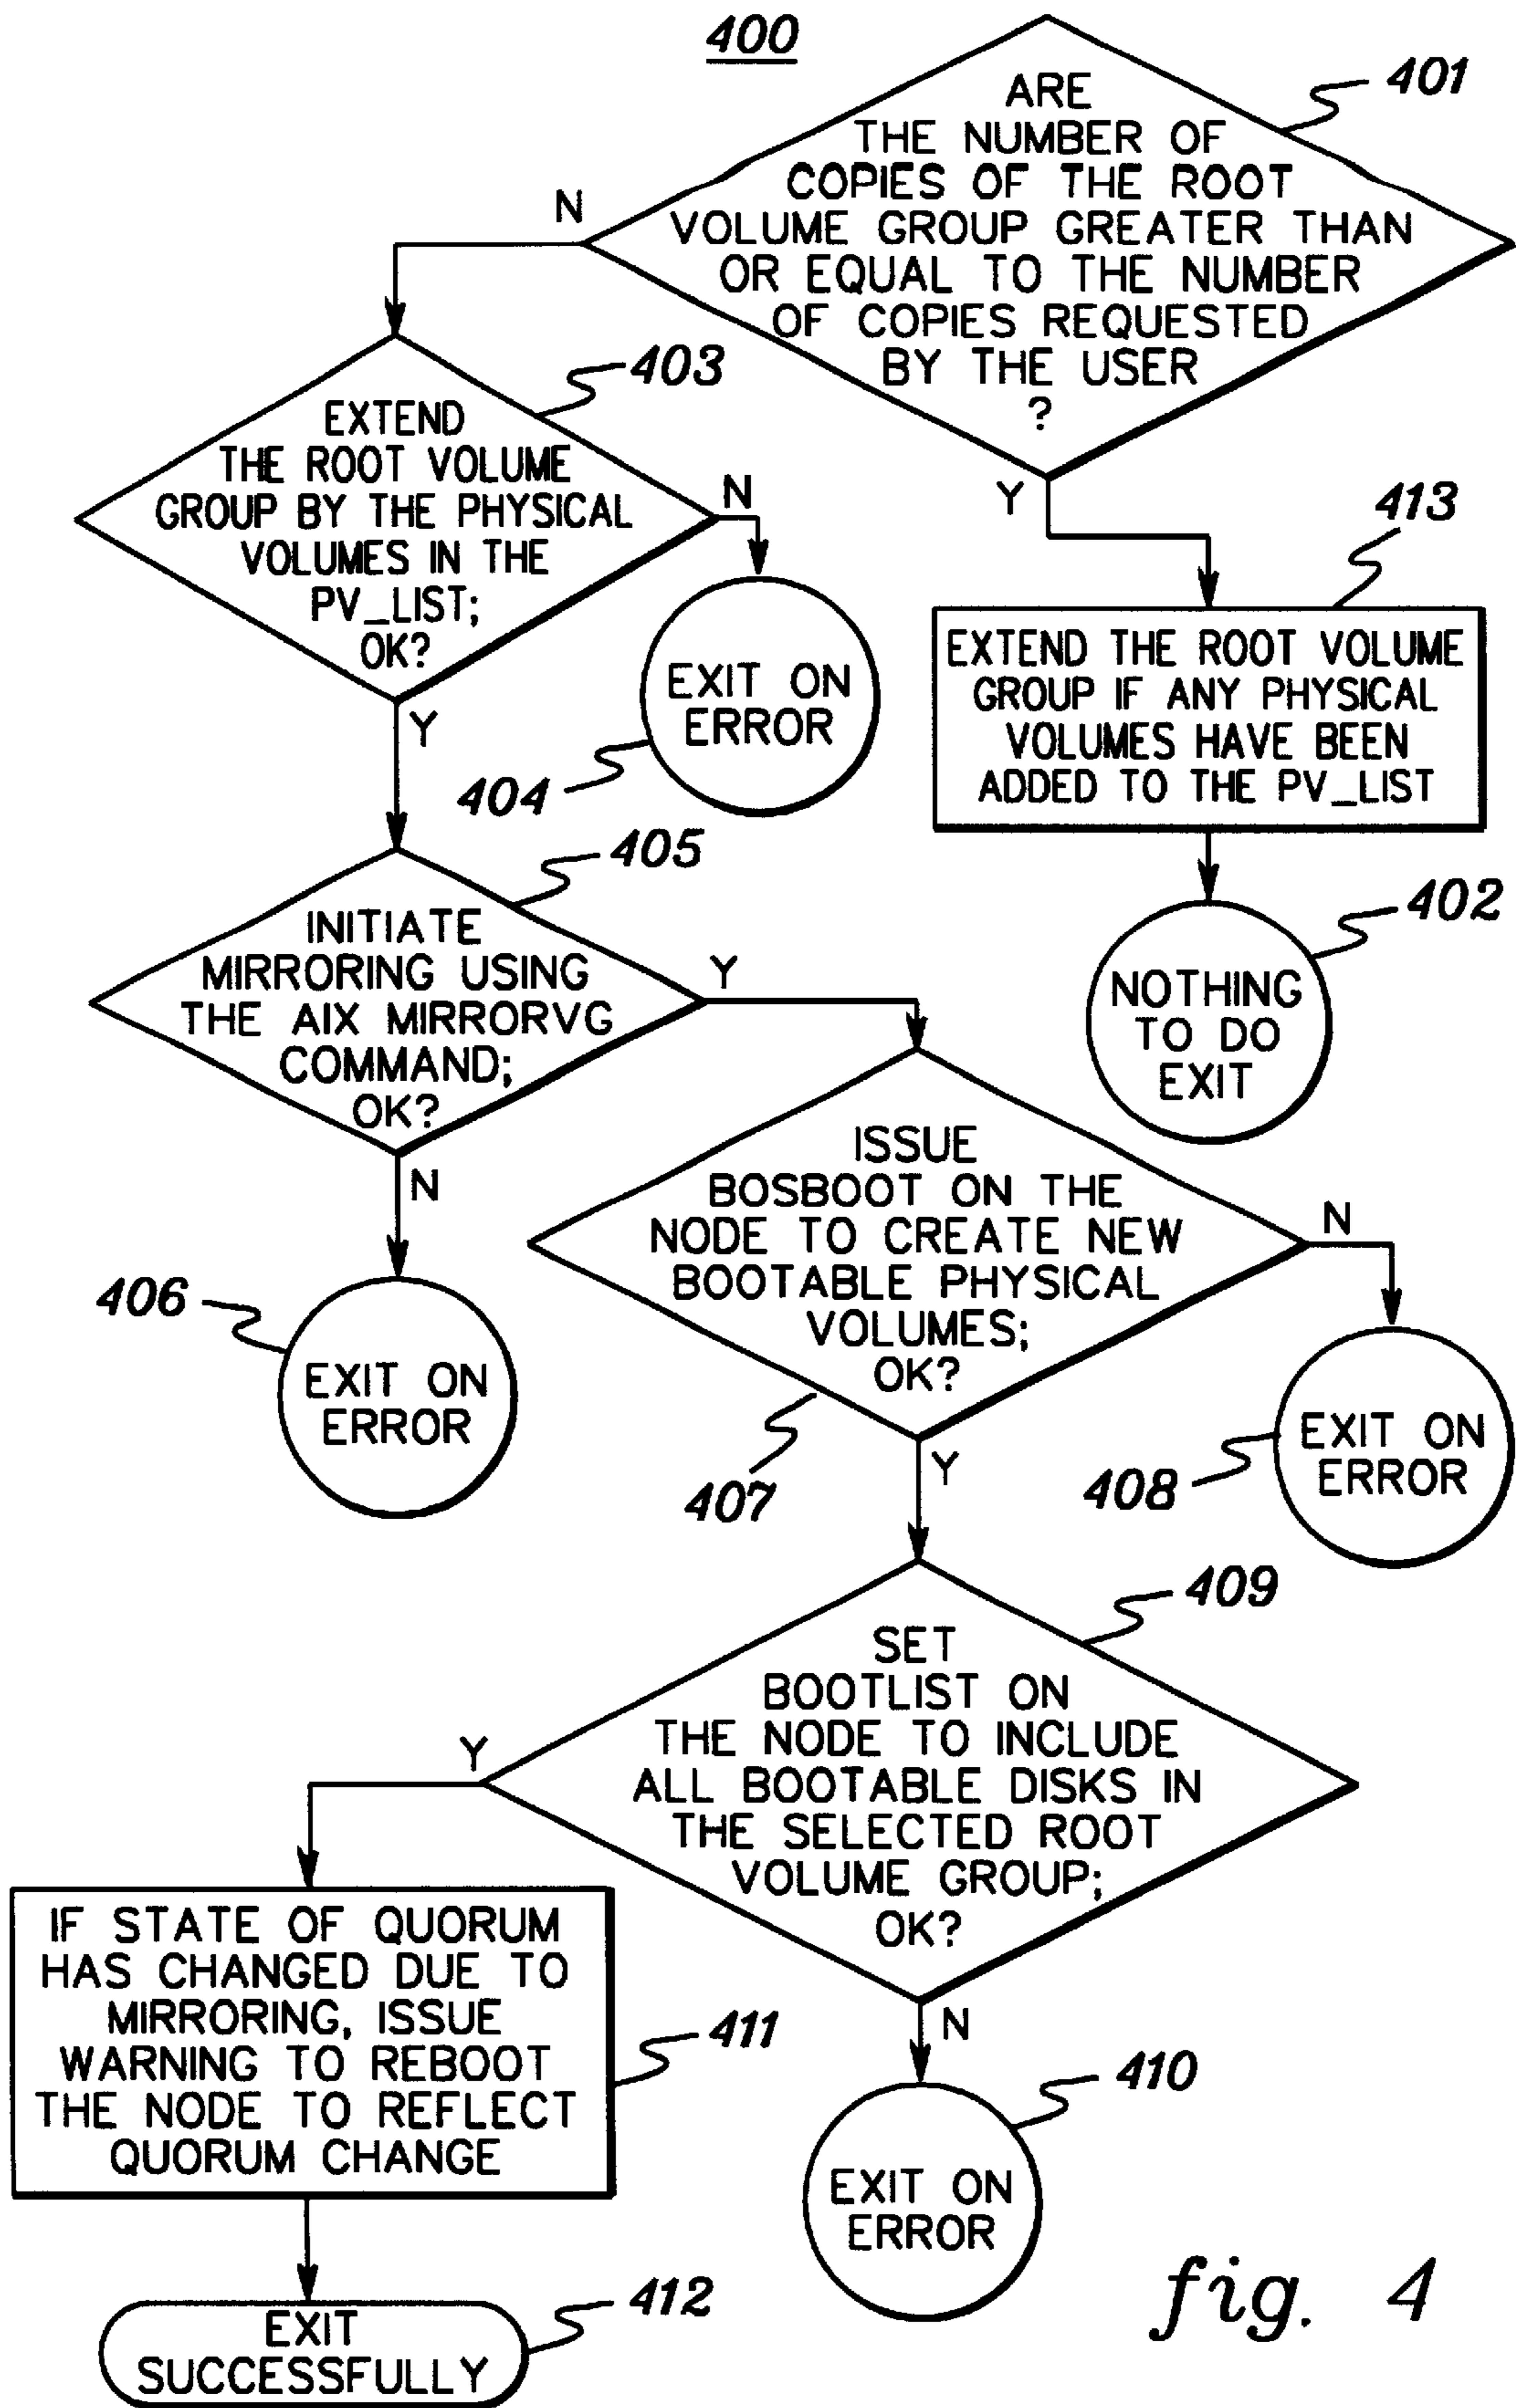 400
401
ARE
THE NUMBER OF
COPIES OF THE ROOT
VOLUME GROUP GREATER THAN
OR EQUAL TO THE NUMBER
OF COPIES REQUESTED
BY THE USER
?
N
Y
403
EXTEND
THE ROOT VOLUME
GROUP BY THE PHYSICAL
VOLUMES IN THE
PV_LIST;
OK?
N
Y
EXIT ON
ERROR
404
413
EXTEND THE ROOT VOLUME
GROUP IF ANY PHYSICAL
VOLUMES HAVE BEEN
ADDED TO THE PV_LIST
402
NOTHING
TO DO
EXIT
405
INITIATE
MIRRORING USING
THE AIX MIRRORVG
COMMAND;
OK?
Y
N
406
EXIT ON
ERROR
ISSUE
BOSBOOT ON THE
NODE TO CREATE NEW
BOOTABLE PHYSICAL
VOLUMES;
OK?
N
407
Y
408
EXIT ON
ERROR
409
SET
BOOTLIST ON
THE NODE TO INCLUDE
ALL BOOTABLE DISKS IN
THE SELECTED ROOT
VOLUME GROUP;
OK?
Y
N
IF STATE OF QUORUM
HAS CHANGED DUE TO
MIRRORING, ISSUE
WARNING TO REBOOT
THE NODE TO REFLECT
QUORUM CHANGE
411
410
EXIT ON
ERROR
EXIT
SUCCESSFULLY
412
fig. 4